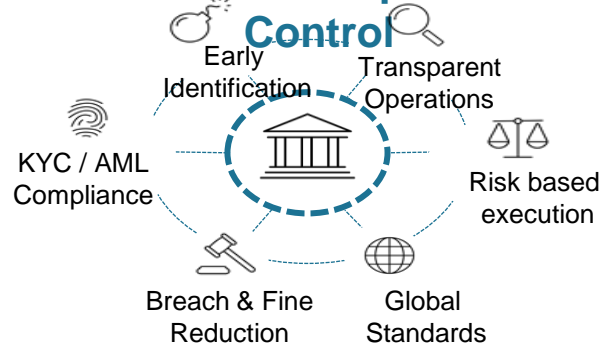 Control
Early
Identification
Transparent
Operations
KYC / AML
Compliance
Risk based
execution
Breach & Fine
Reduction
Global
Standards